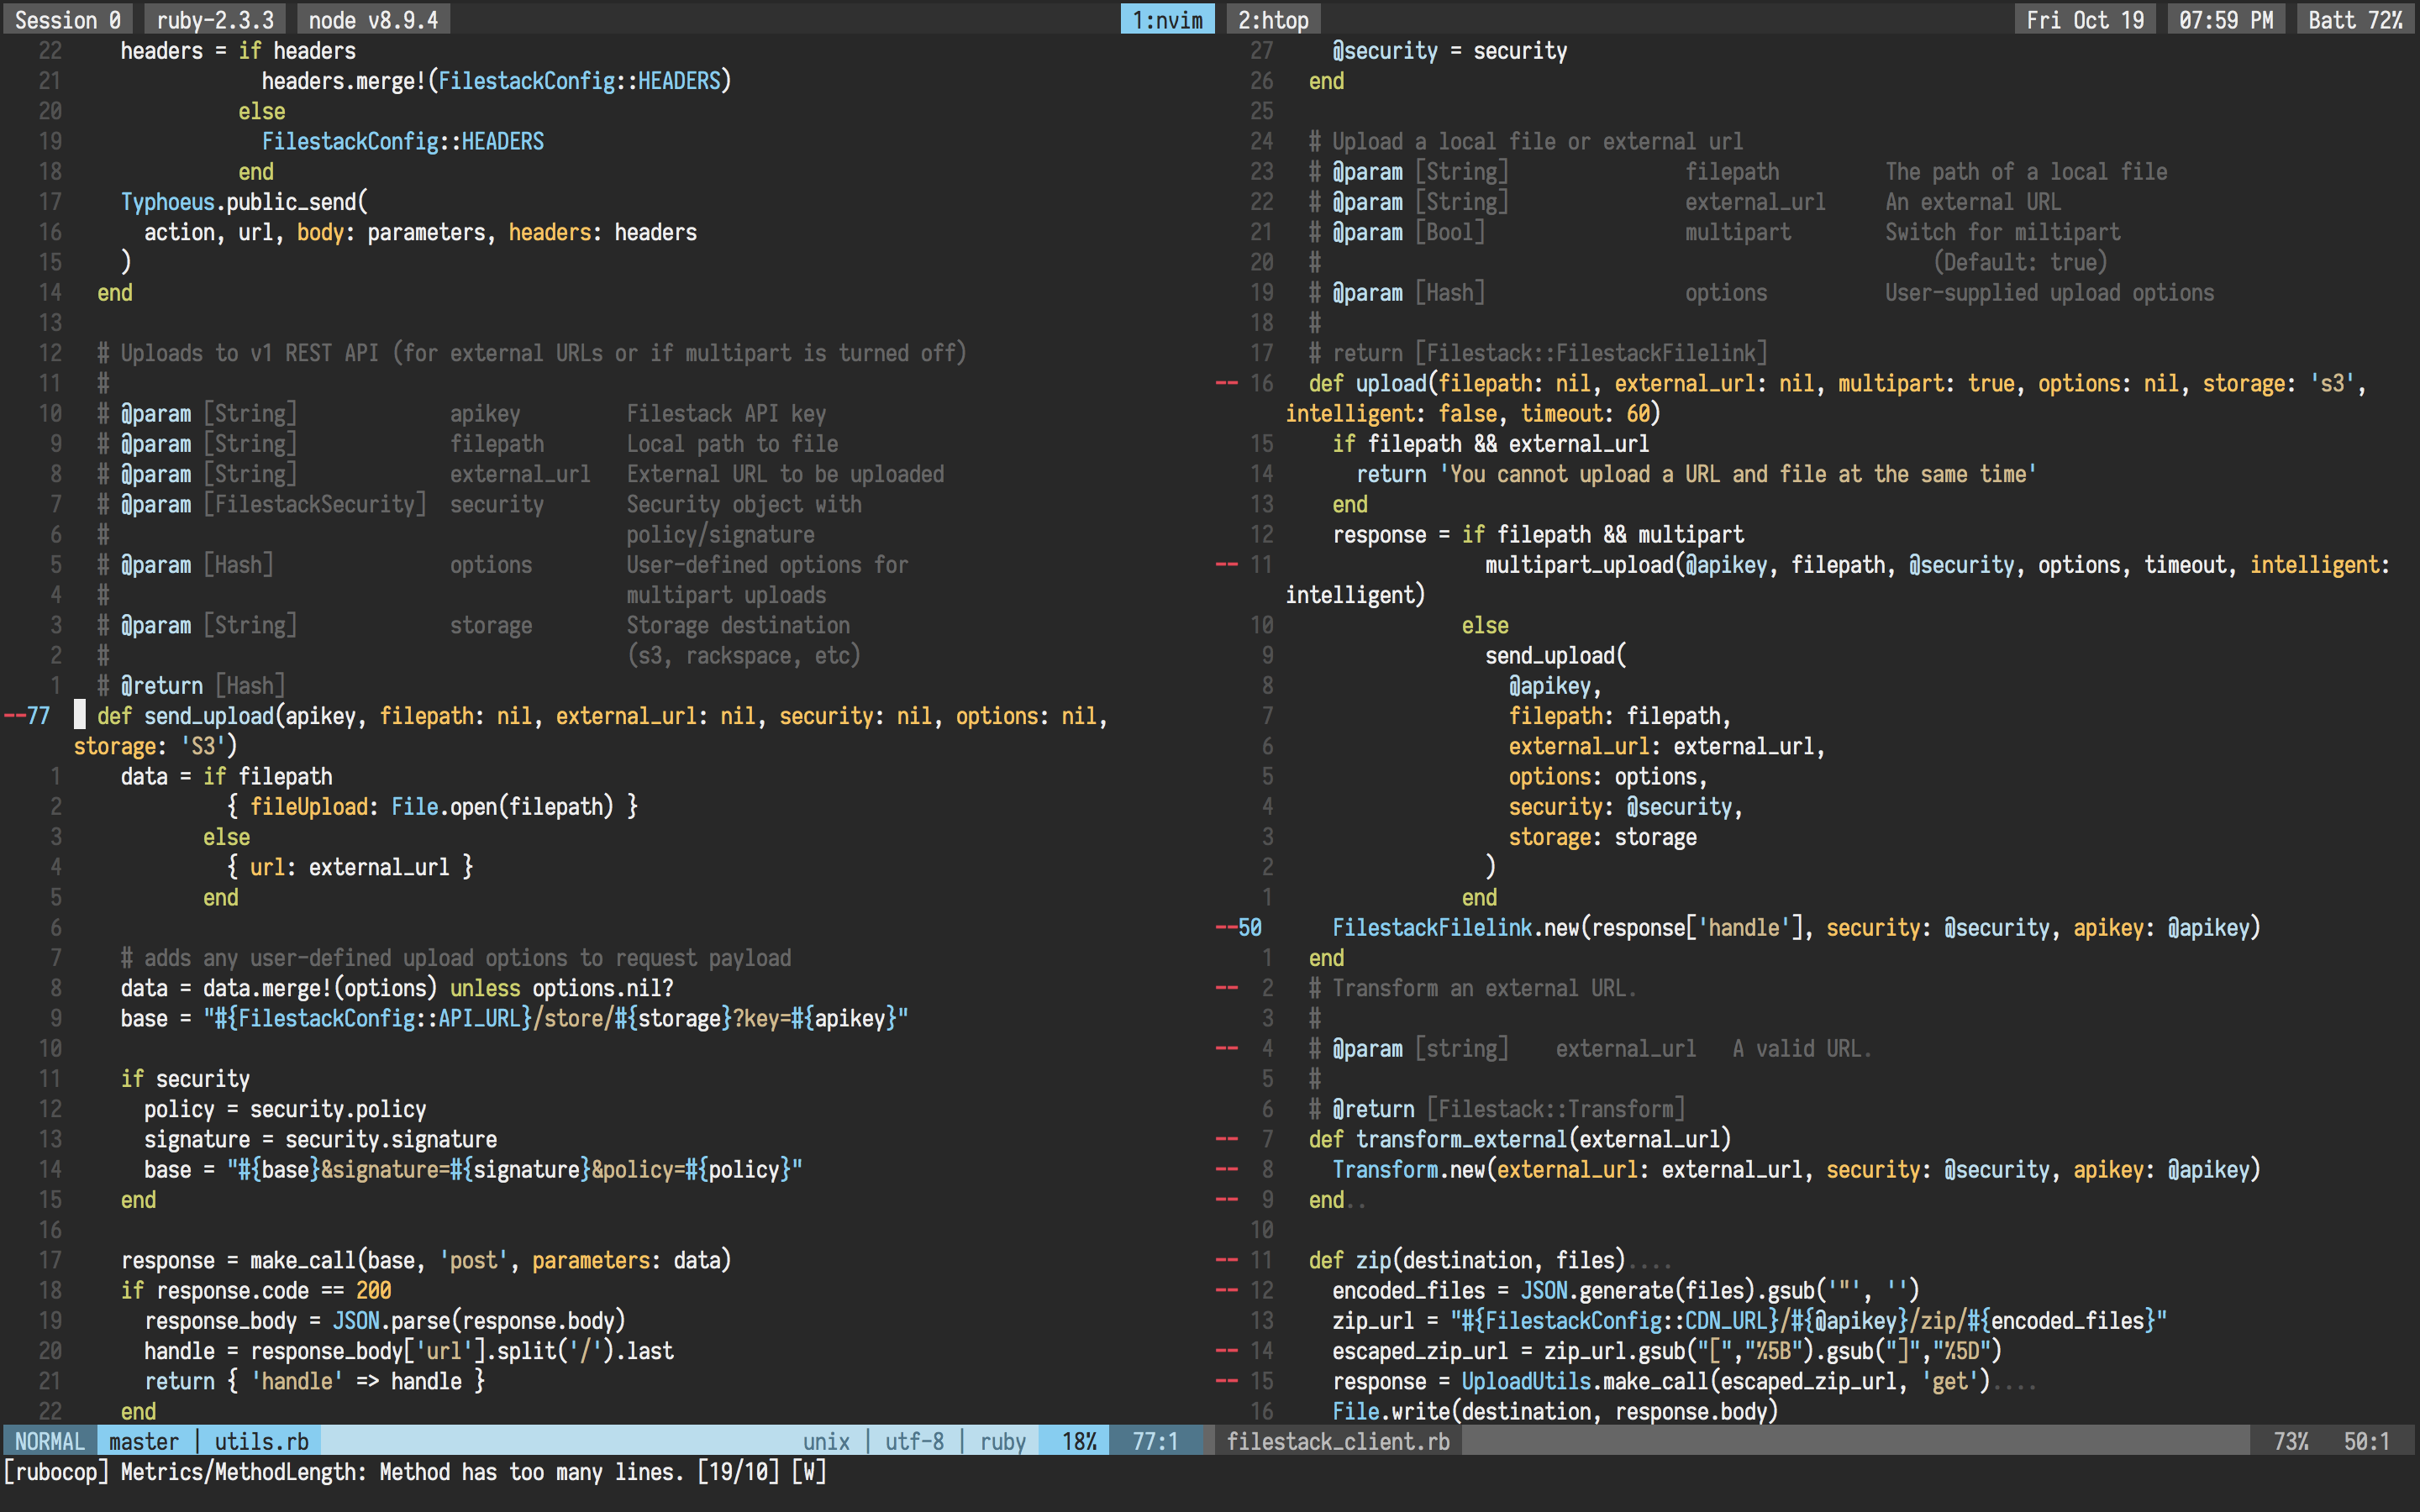 Session 0  ruby-2.3.3  node v8.9.4  1:nvim  2:htop  Fri Oct 19  07:59 PM  Batt 72%
22     headers = if headers
21                 headers.merge!(FilestackConfig::HEADERS)
20               else
19                 FilestackConfig::HEADERS
18               end
17     Typhoeus.public_send(
16       action, url, body: parameters, headers: headers
15     )
14   end
13
12   # Uploads to v1 REST API (for external URLs or if multipart is turned off)
11   #
10   # @param [String]             apikey         Filestack API key
9   # @param [String]             filepath       Local path to file
8   # @param [String]             external_url   External URL to be uploaded
7   # @param [FilestackSecurity]  security       Security object with
6   #                                            policy/signature
5   # @param [Hash]               options        User-defined options for
4   #                                            multipart uploads
3   # @param [String]             storage        Storage destination
2   #                                            (s3, rackspace, etc)
1   # @return [Hash]
--77   def send_upload(apikey, filepath: nil, external_url: nil, security: nil, options: nil,
storage: 'S3')
1     data = if filepath
2              { fileUpload: File.open(filepath) }
3            else
4              { url: external_url }
5            end
6
7     # adds any user-defined upload options to request payload
8     data = data.merge!(options) unless options.nil?
9     base = "#{FilestackConfig::API_URL}/store/#{storage}?key=#{apikey}"
10
11     if security
12       policy = security.policy
13       signature = security.signature
14       base = "#{base}&signature=#{signature}&policy=#{policy}"
15     end
16
17     response = make_call(base, 'post', parameters: data)
18     if response.code == 200
19       response_body = JSON.parse(response.body)
20       handle = response_body['url'].split('/').last
21       return { 'handle' => handle }
22     end
NORMAL  master | utils.rb  unix | utf-8 | ruby  18%  77:1
27     @security = security
26   end
25
24   # Upload a local file or external url
23   # @param [String]               filepath         The path of a local file
22   # @param [String]               external_url     An external URL
21   # @param [Bool]                 multipart        Switch for miltipart
20   #                                                    (Default: true)
19   # @param [Hash]                 options          User-supplied upload options
18   #
17   # return [Filestack::FilestackFilelink]
-- 16   def upload(filepath: nil, external_url: nil, multipart: true, options: nil, storage: 's3',
intelligent: false, timeout: 60)
15     if filepath && external_url
14       return 'You cannot upload a URL and file at the same time'
13     end
12     response = if filepath && multipart
-- 11                  multipart_upload(@apikey, filepath, @security, options, timeout, intelligent:
intelligent)
10                else
9                  send_upload(
8                    @apikey,
7                    filepath: filepath,
6                    external_url: external_url,
5                    options: options,
4                    security: @security,
3                    storage: storage
2                  )
1                end
--50     FilestackFilelink.new(response['handle'], security: @security, apikey: @apikey)
1   end
-- 2   # Transform an external URL.
3   #
-- 4   # @param [string]    external_url   A valid URL.
5   #
6   # @return [Filestack::Transform]
-- 7   def transform_external(external_url)
-- 8     Transform.new(external_url: external_url, security: @security, apikey: @apikey)
-- 9   end..
10
-- 11   def zip(destination, files)....
-- 12     encoded_files = JSON.generate(files).gsub('"', '')
13     zip_url = "#{FilestackConfig::CDN_URL}/#{@apikey}/zip/#{encoded_files}"
-- 14     escaped_zip_url = zip_url.gsub("[","%5B").gsub("]","%5D")
-- 15     response = UploadUtils.make_call(escaped_zip_url, 'get')....
16     File.write(destination, response.body)
filestack_client.rb  73%  50:1
[rubocop] Metrics/MethodLength: Method has too many lines. [19/10] [W]